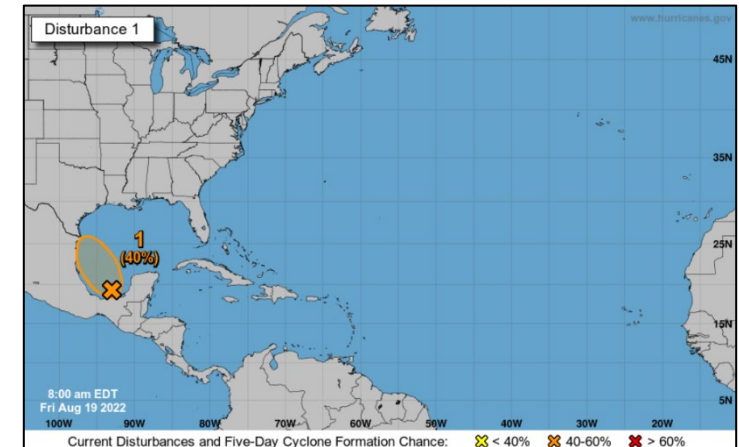 Disturbance 1
www.hurricanes.gov
45N
35N
1
25N
(40%)
15N
8:00 am EDT
Fri Aug 19 2022
5N
100W 90W 80W 70W 60W 50W 40W 30W 20W
Current Disturbances and Five-Day Cyclone Formation Chance: < 40% 40-60% > 60%